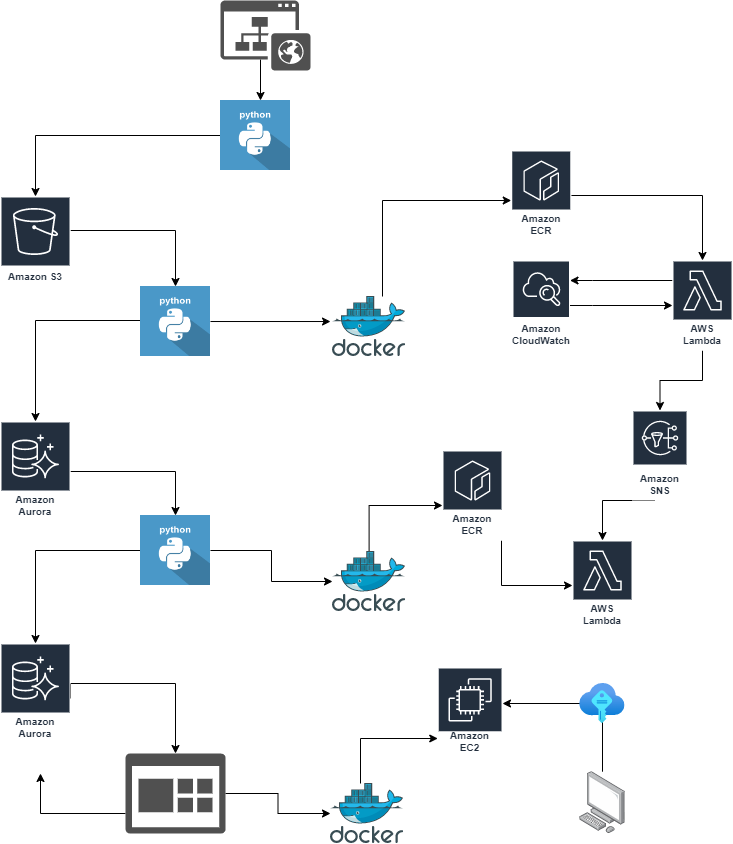 python
Amazon
ECR
Amazon S3
python
docker
Amazon
CloudWatch
AWS
Lambda
Amazon
SNS
Amazon
Aurora
Amazon
ECR
python
docker
AWS
Lambda
Amazon
Aurora
Amazon
EC2
docker